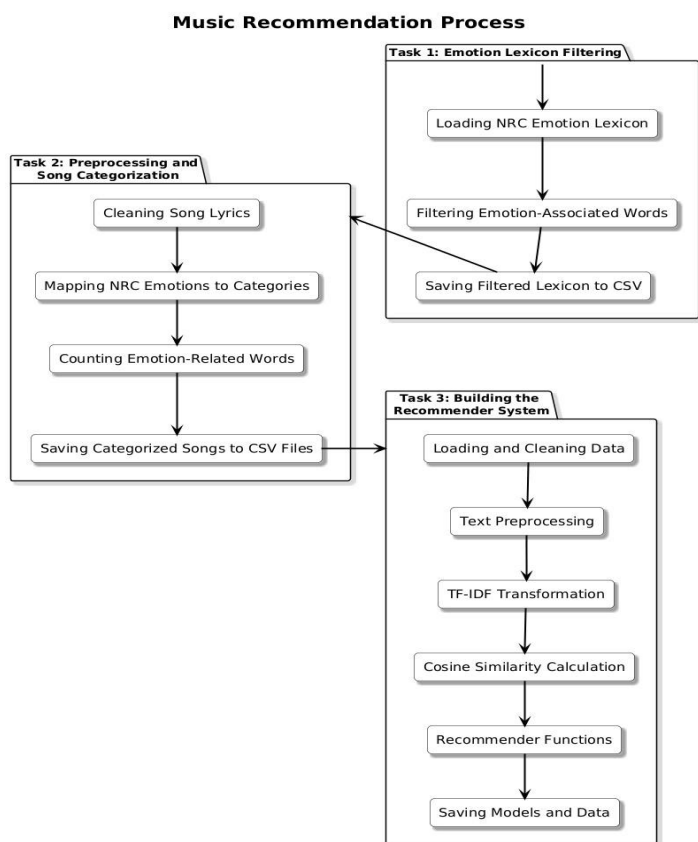 Music Recommendation Process
Task 1: Emotion Lexicon Filtering
Loading NRC Emotion Lexicon
Filtering Emotion-Associated Words
Saving Filtered Lexicon to CSV
Task 2: Preprocessing and
Song Categorization
Cleaning Song Lyrics
Mapping NRC Emotions to Categories
Counting Emotion-Related Words
Saving Categorized Songs to CSV Files
Task 3: Building the
Recommender System
Loading and Cleaning Data
Text Preprocessing
TF-IDF Transformation
Cosine Similarity Calculation
Recommender Functions
Saving Models and Data